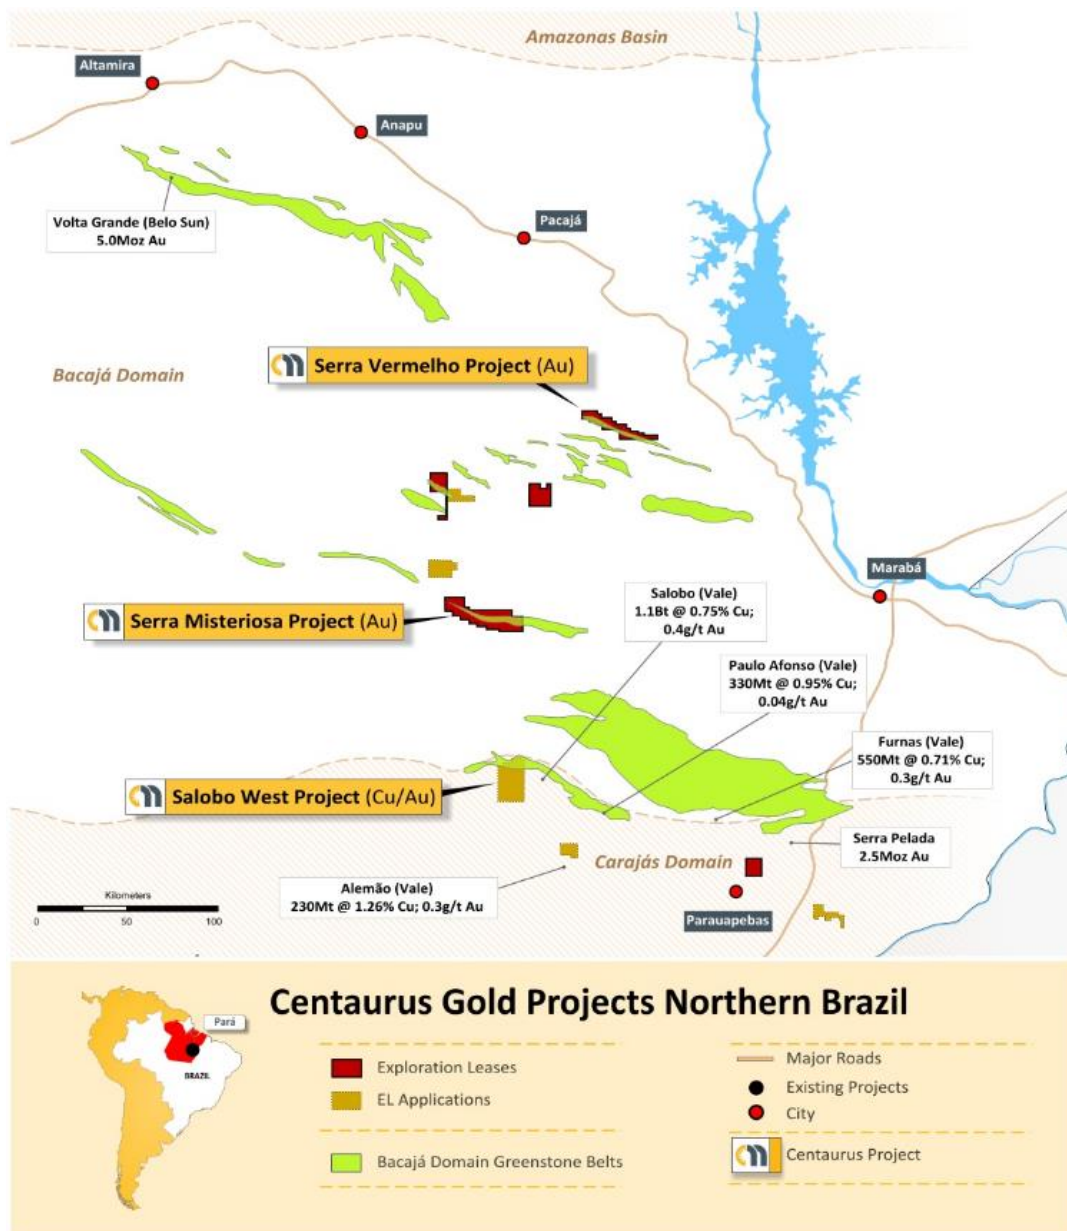 Amazonas Basin
Altamira
Anapu
Volta Grande (Belo Sun)
5.0Moz Au
Pacajá
Bacajá Domain
Serra Vermelho Project (Au)
Marabá
Salobo (Vale)
1.1Bt @ 0.75% Cu;
0.4g/t Au
Serra Misteriosa Project (Au)
Paulo Afonso (Vale)
330Mt @ 0.95% Cu;
0.04g/t Au
Furnas (Vale)
550Mt @ 0.71% Cu;
0.3g/t Au
Salobo West Project (Cu/Au)
Serra Pelada
2.5Moz Au
Carajás Domain
Alemão (Vale)
230Mt @ 1.26% Cu; 0.3g/t Au
Kilometers
0 50 100
Parauapebas
Centaurus Gold Projects Northern Brazil
Pará
BRAZIL
Exploration Leases
EL Applications
Bacajá Domain Greenstone Belts
Major Roads
Existing Projects
City
Centaurus Project